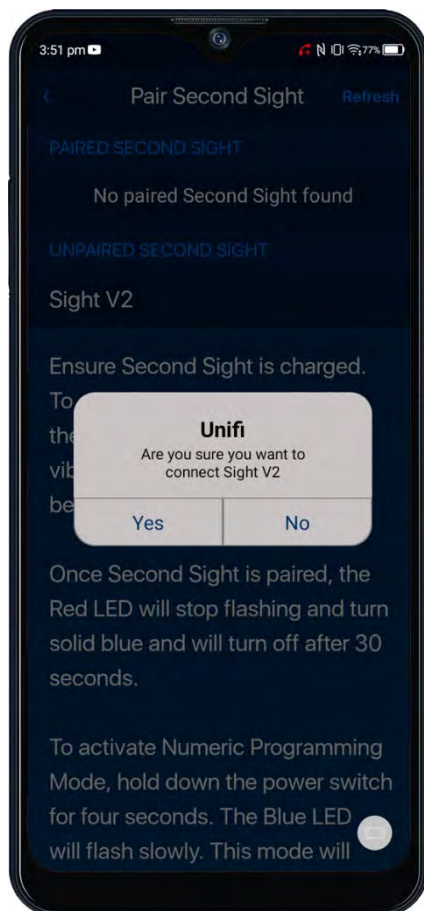 3:51 pm 77%
Pair Second Sight Refresh
PAIRED SECOND SIGHT
No paired Second Sight found
UNPAIRED SECOND SIGHT
Sight V2
Ensure Second Sight is charged.
To
the
vib
be
Unifi
Are you sure you want to
connect Sight V2
Yes No
Once Second Sight is paired, the
Red LED will stop flashing and turn
solid blue and will turn off after 30
seconds.
To activate Numeric Programming
Mode, hold down the power switch
for four seconds. The Blue LED
will flash slowly. This mode will